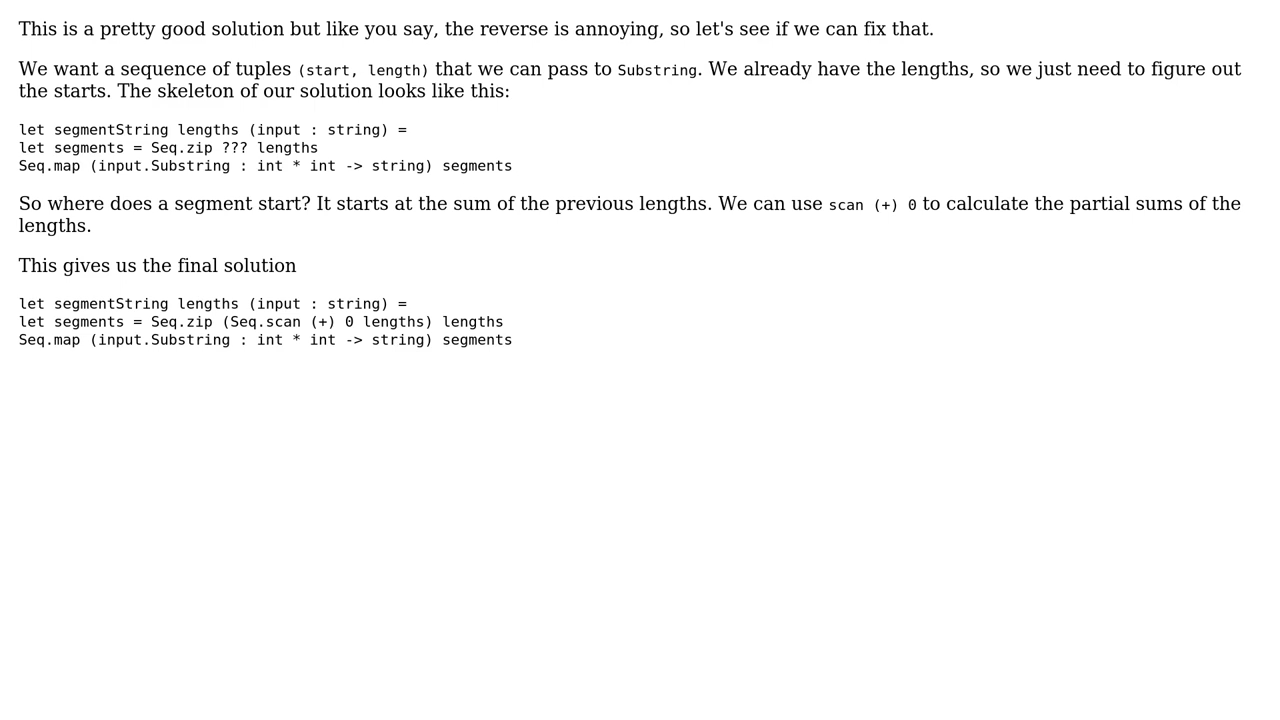 This is a pretty good solution but like you say, the reverse is annoying, so let's see if we can fix that.
We want a sequence of tuples (start, length) that we can pass to Substring. We already have the lengths, so we just need to figure out
the starts. The skeleton of our solution looks like this:
let segmentString lengths (input : string) =
let segments = Seq.zip ??? lengths
Seq.map (input.Substring : int * int -> string) segments
So where does a segment start? It starts at the sum of the previous lengths. We can use scan (+) 0 to calculate the partial sums of the
lengths.
This gives us the final solution
let segmentString lengths (input : string) =
let segments = Seq.zip (Seq.scan (+) 0 lengths) lengths
Seq.map (input.Substring : int * int -> string) segments